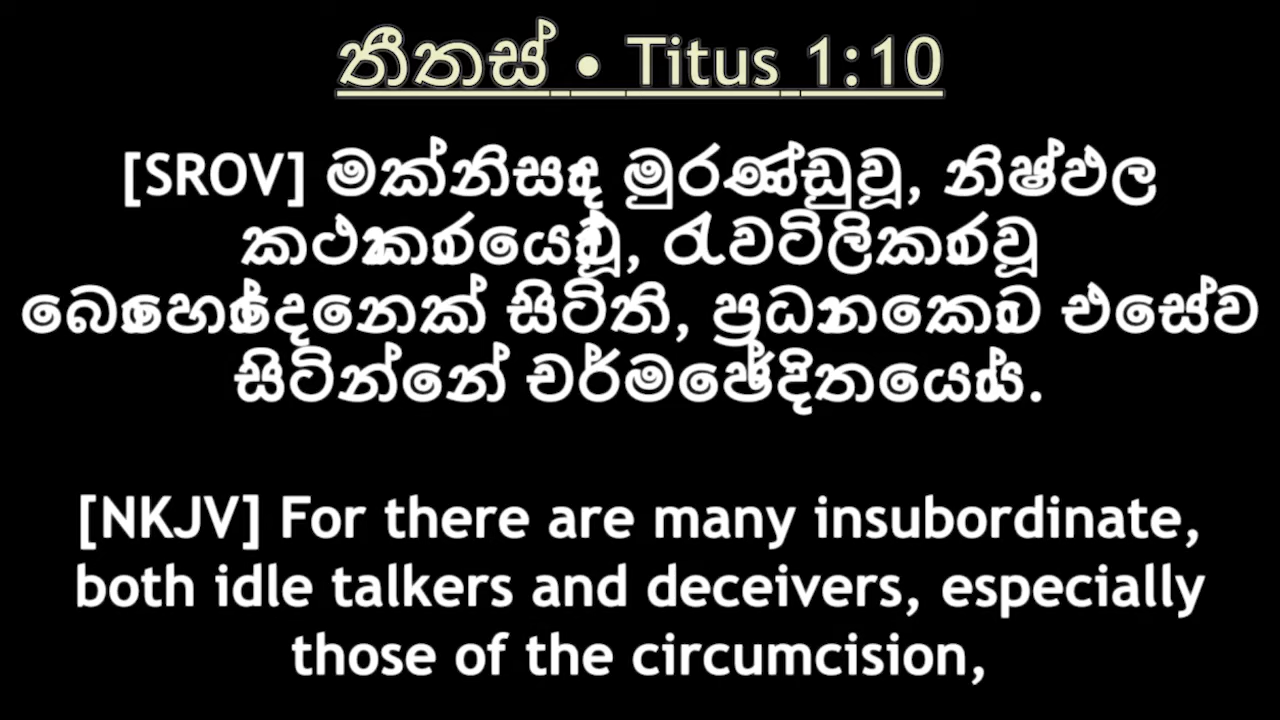 තීතස් • Titus 1:10
[SROV] මක්නිසාද මුරණ්ඩුවූ, නිෂ්ඵල
කථාකාරයෝවූ, රැවටිලිකාරවූ
බොහෝදෙනෙක් සිටිති, ප්‍රධානකොට එසේව
සිටින්නේ චර්මඡේදිතයෝය.
[NKJV] For there are many insubordinate,
both idle talkers and deceivers, especially
those of the circumcision,